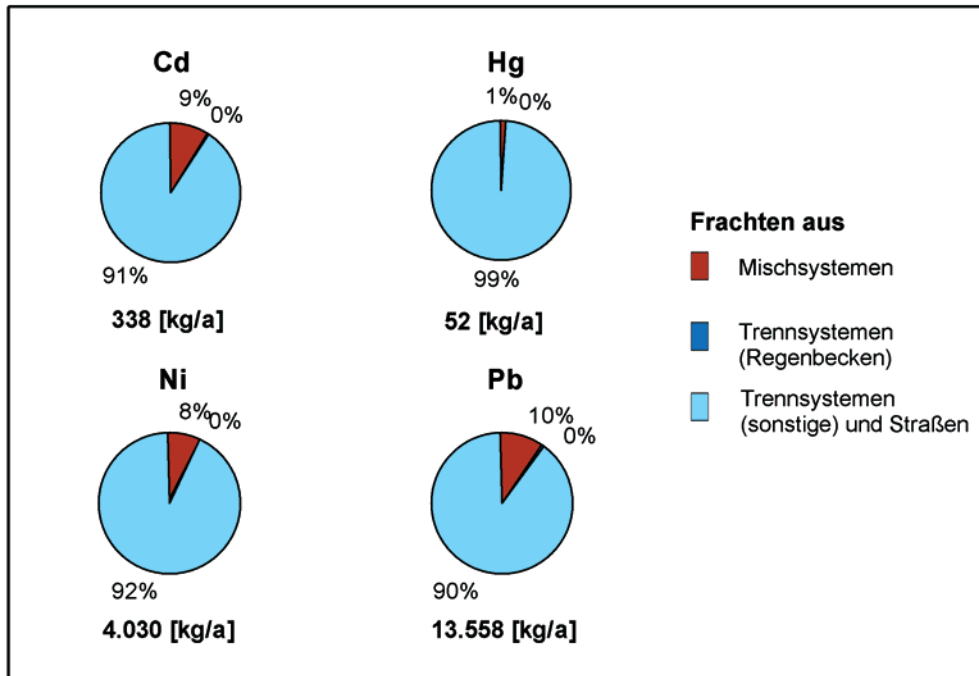 Cd
9%
0%
91%
338 [kg/a]
Hg
1%
0%
99%
52 [kg/a]
Ni
8%
0%
92%
4.030 [kg/a]
Pb
10%
0%
90%
13.558 [kg/a]
Frachten aus
Mischsystemen
Trennsystemen
(Regenbecken)
Trennsystemen
(sonstige) und Straßen